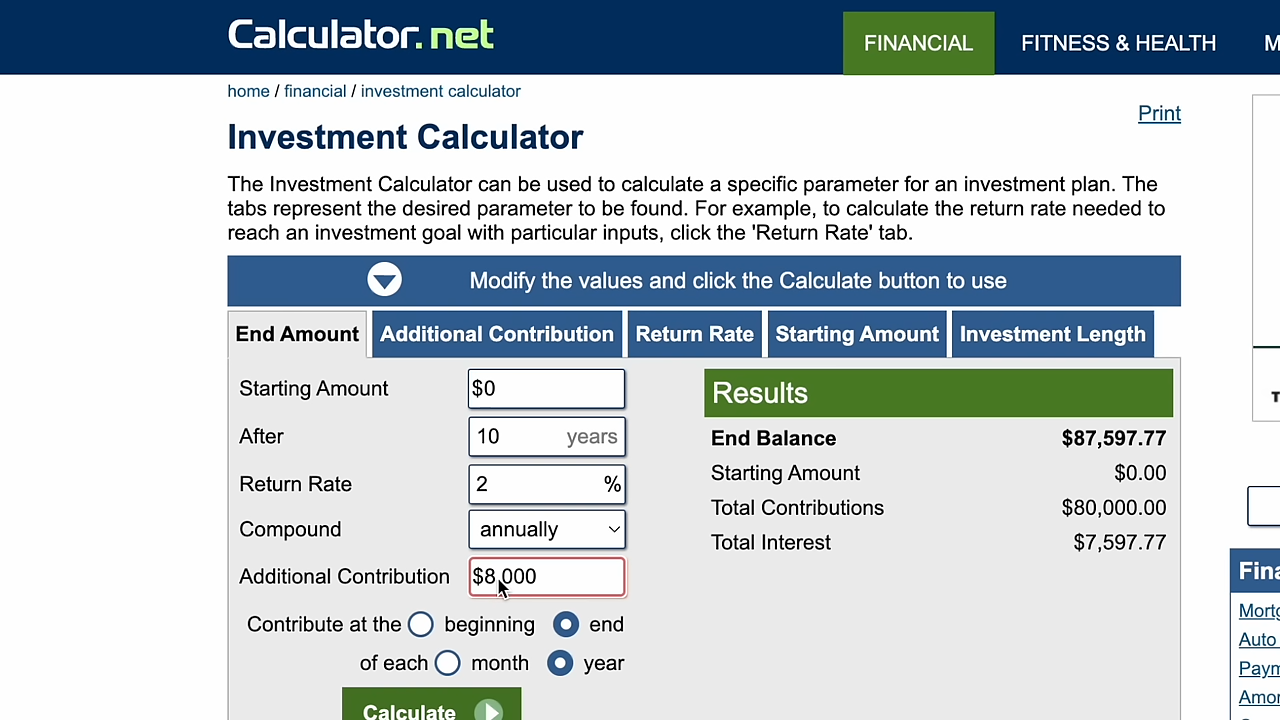 Calculator.net
FINANCIAL
FITNESS & HEALTH
M
home / financial / investment calculator
Print
Investment Calculator
The Investment Calculator can be used to calculate a specific parameter for an investment plan. The
tabs represent the desired parameter to be found. For example, to calculate the return rate needed to
reach an investment goal with particular inputs, click the 'Return Rate' tab.
Modify the values and click the Calculate button to use
End Amount
Additional Contribution
Return Rate
Starting Amount
Investment Length
Starting Amount $0
After 10 years
Return Rate 2 %
Compound annually
Additional Contribution $8,000
Contribute at the beginning end
of each month year
Calculate
Results
End Balance $87,597.77
Starting Amount $0.00
Total Contributions $80,000.00
Total Interest $7,597.77
T
Fina
Mortg
Auto
Paym
Amor